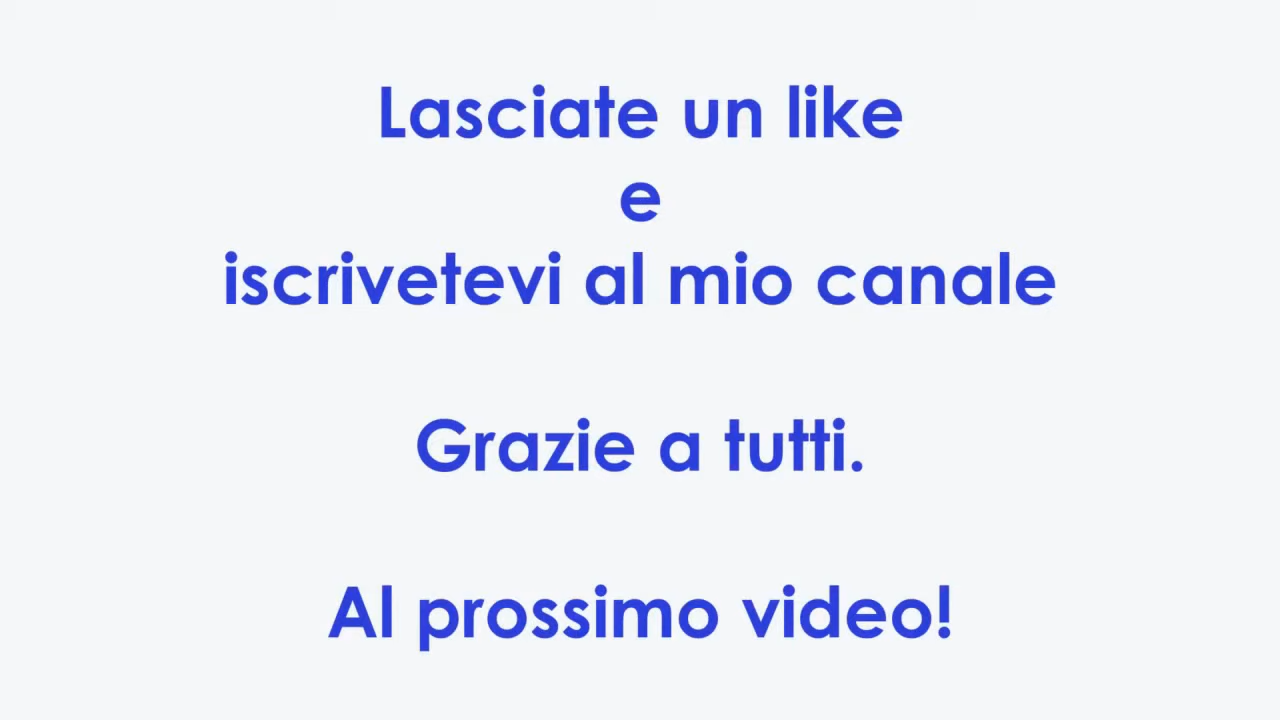 Lasciate un like
e
iscrivetevi al mio canale
Grazie a tutti.
Al prossimo video!